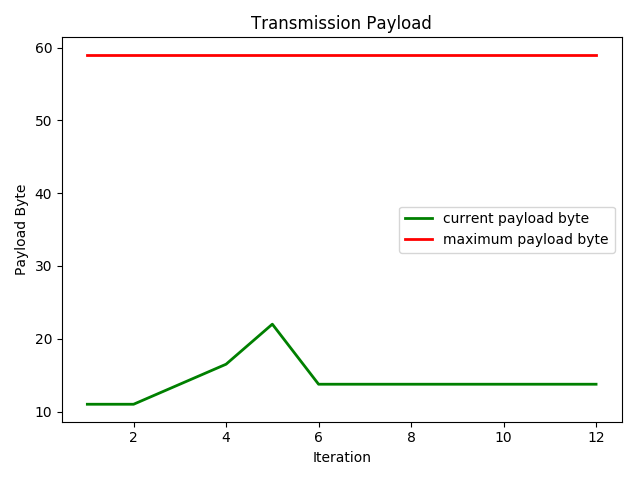 Transmission Payload
60
50
40
30
20
10
Payload Byte
current payload byte
maximum payload byte
2 4 6 8 10 12
Iteration